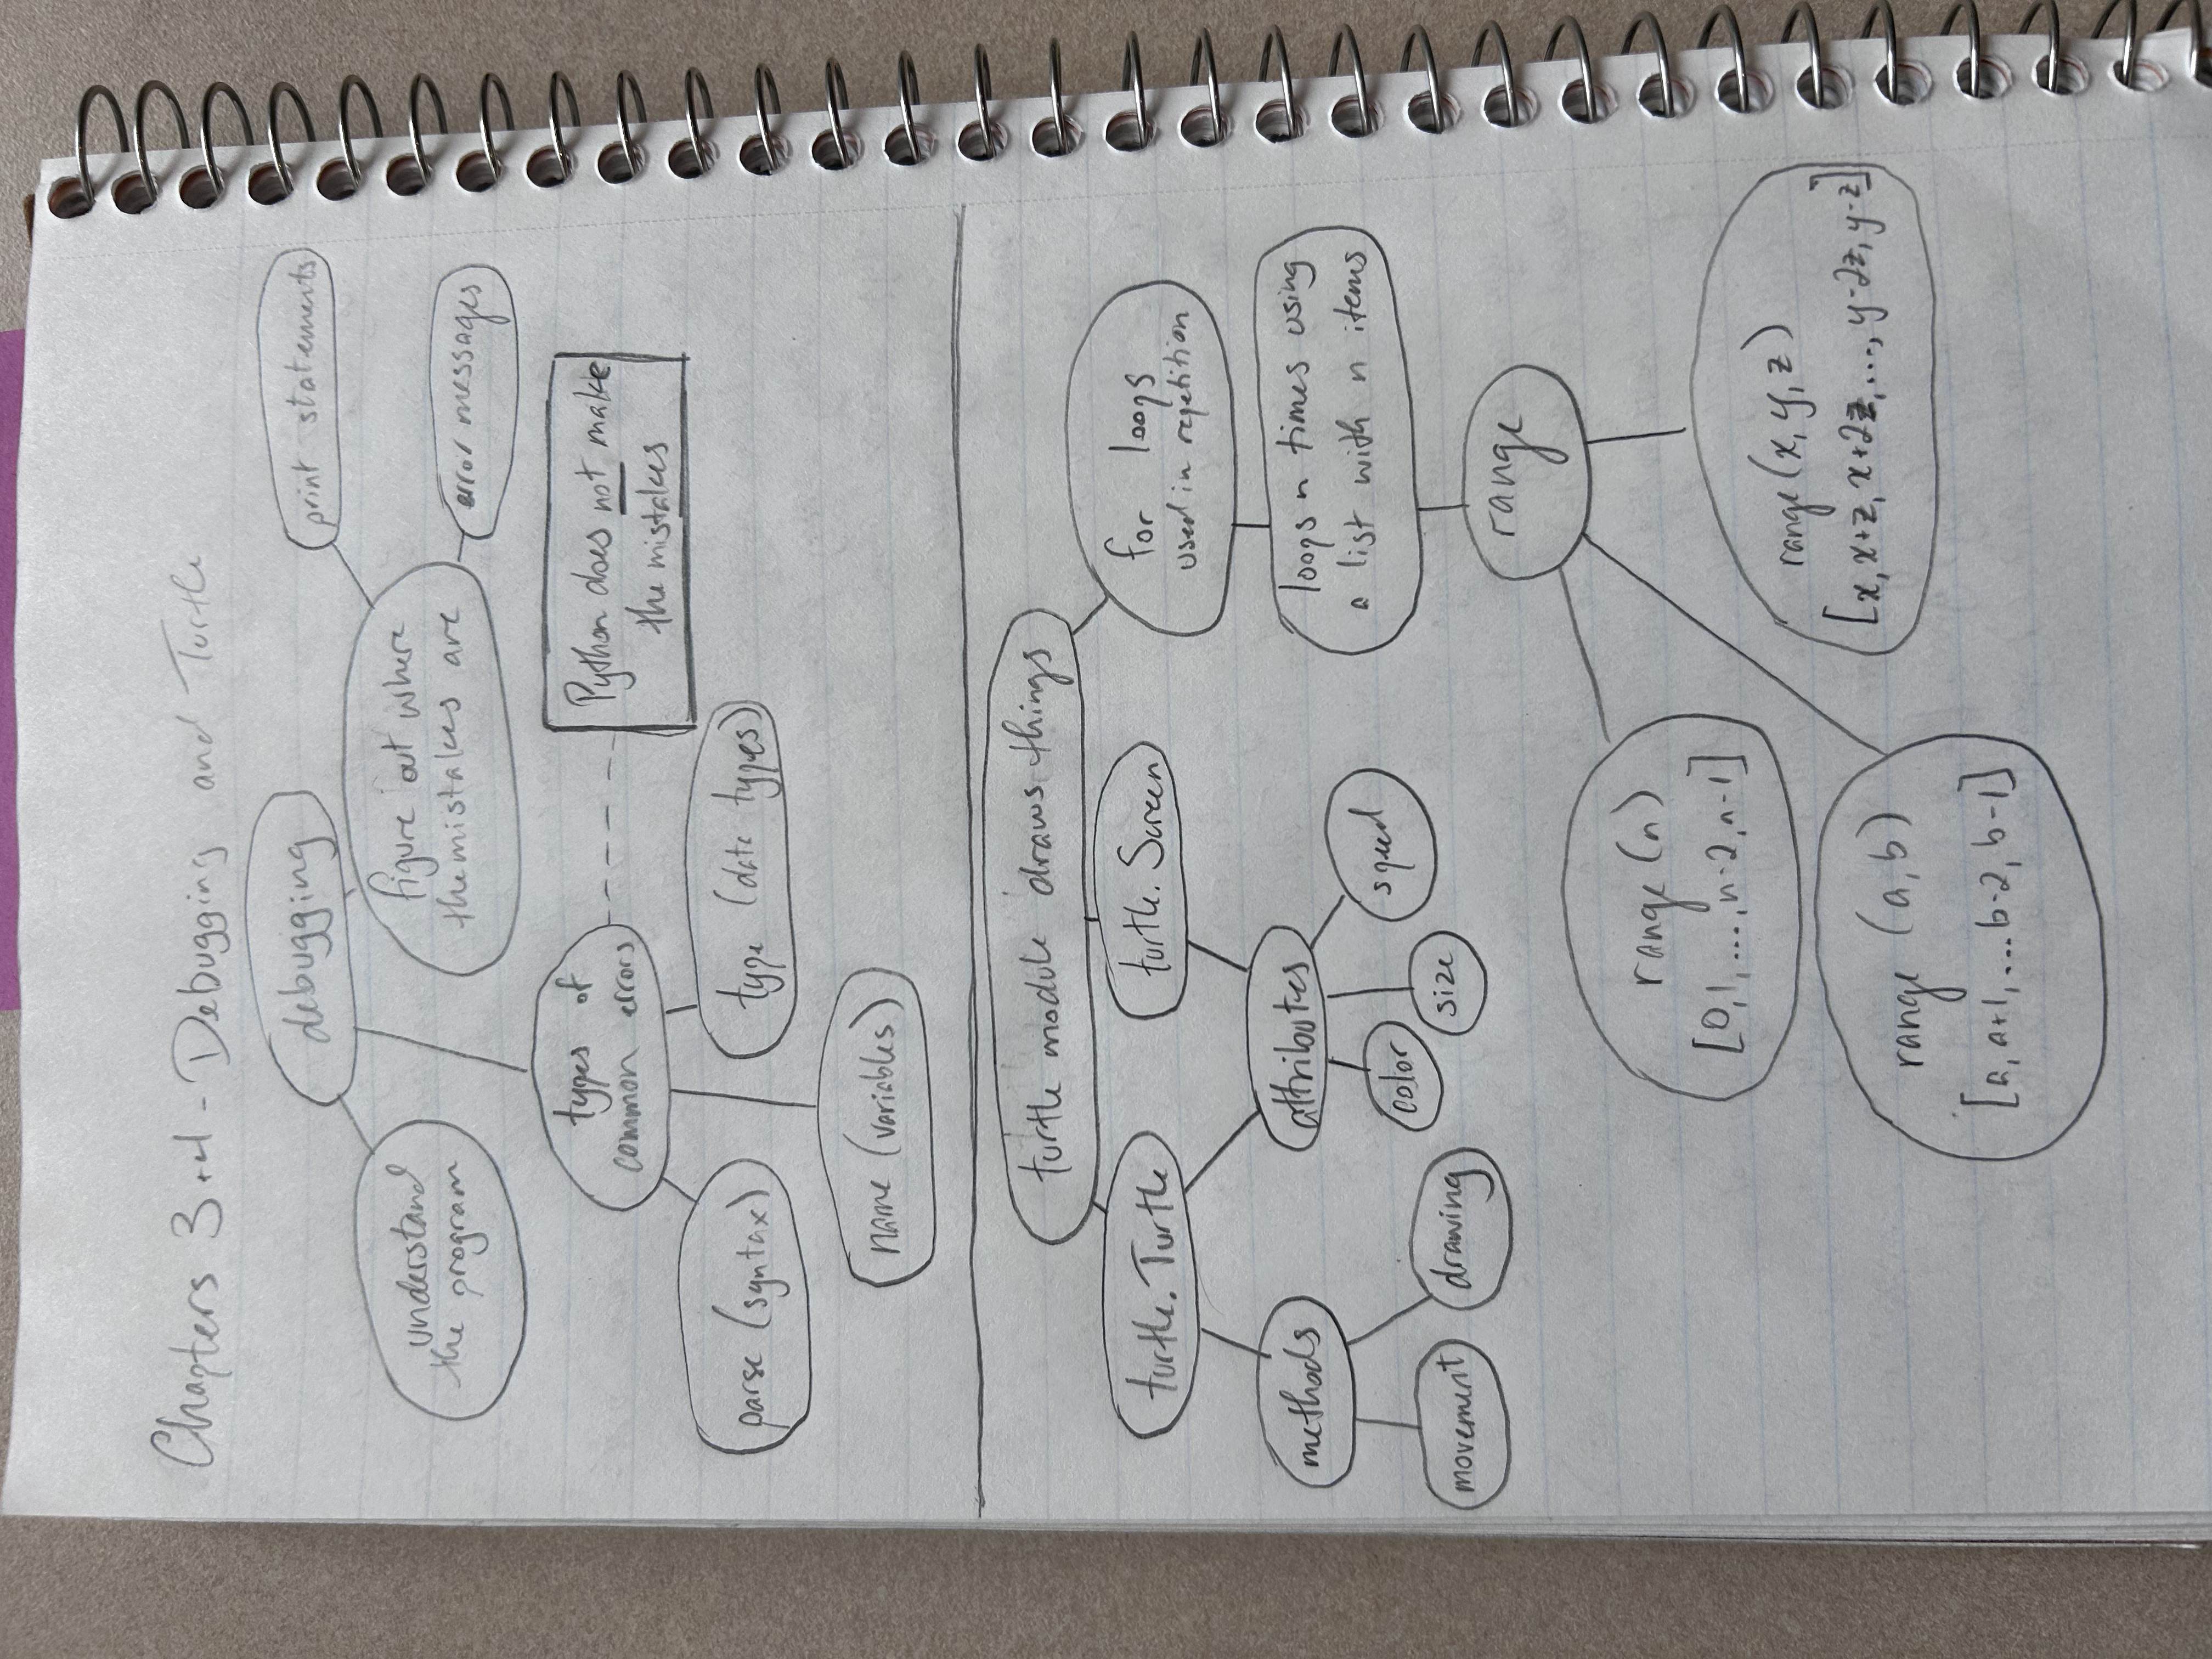 Chapters 3+4 - Debugging and Turtle
debugging
print statements
understand
the program
figure out where
the mistakes are
error messages
types of
common errors
Python does not make
the mistakes
parse (syntax)
type (data types)
name (variables)
turtle module draws things
turtle.Turtle
turtle.Screen
for loops
used in repetition
methods
attributes
loops n times using
a list with n items
color
speed
movement
drawing
size
range
range(n)
[0,1,...,n-2,n-1]
range(x,y,z)
[x,x+z,x+2z,...,y-2z,y-z]
range (a,b)
[a,a+1,...b-2,b-1]